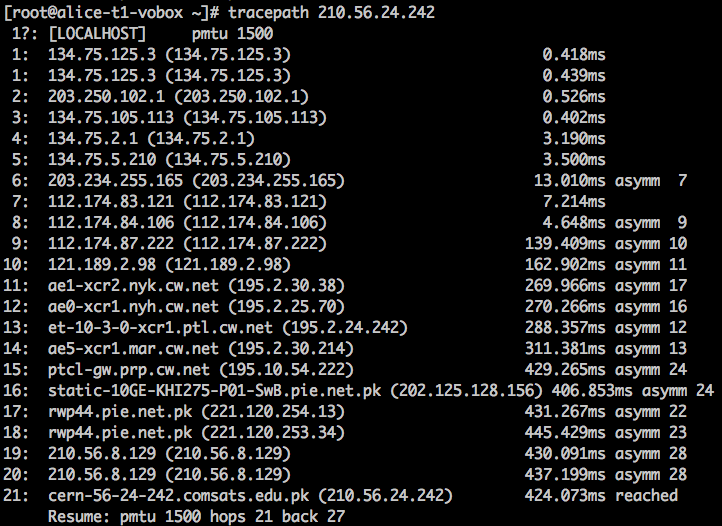 [root@alice-t1-vobox ~]# tracepath 210.56.24.242
1?: [LOCALHOST] pmtu 1500
1: 134.75.125.3 (134.75.125.3) 0.418ms
1: 134.75.125.3 (134.75.125.3) 0.439ms
2: 203.250.102.1 (203.250.102.1) 0.526ms
3: 134.75.105.113 (134.75.105.113) 0.402ms
4: 134.75.2.1 (134.75.2.1) 3.190ms
5: 134.75.5.210 (134.75.5.210) 3.500ms
6: 203.234.255.165 (203.234.255.165) 13.010ms asymm 7
7: 112.174.83.121 (112.174.83.121) 7.214ms
8: 112.174.84.106 (112.174.84.106) 4.648ms asymm 9
9: 112.174.87.222 (112.174.87.222) 139.409ms asymm 10
10: 121.189.2.98 (121.189.2.98) 162.902ms asymm 11
11: ae1-xcr2.nyk.cw.net (195.2.30.38) 269.966ms asymm 17
12: ae0-xcr1.nyh.cw.net (195.2.25.70) 270.266ms asymm 16
13: et-10-3-0-xcr1.ptl.cw.net (195.2.24.242) 288.357ms asymm 12
14: ae5-xcr1.mar.cw.net (195.2.30.214) 311.381ms asymm 13
15: ptcl-gw.prp.cw.net (195.10.54.222) 429.265ms asymm 24
16: static-10GE-KHI275-P01-SwB.pie.net.pk (202.125.128.156) 406.853ms asymm 24
17: rwp44.pie.net.pk (221.120.254.13) 431.267ms asymm 22
18: rwp44.pie.net.pk (221.120.253.34) 445.429ms asymm 23
19: 210.56.8.129 (210.56.8.129) 430.091ms asymm 28
20: 210.56.8.129 (210.56.8.129) 437.199ms asymm 28
21: cern-56-24-242.comsats.edu.pk (210.56.24.242) 424.073ms reached
Resume: pmtu 1500 hops 21 back 27